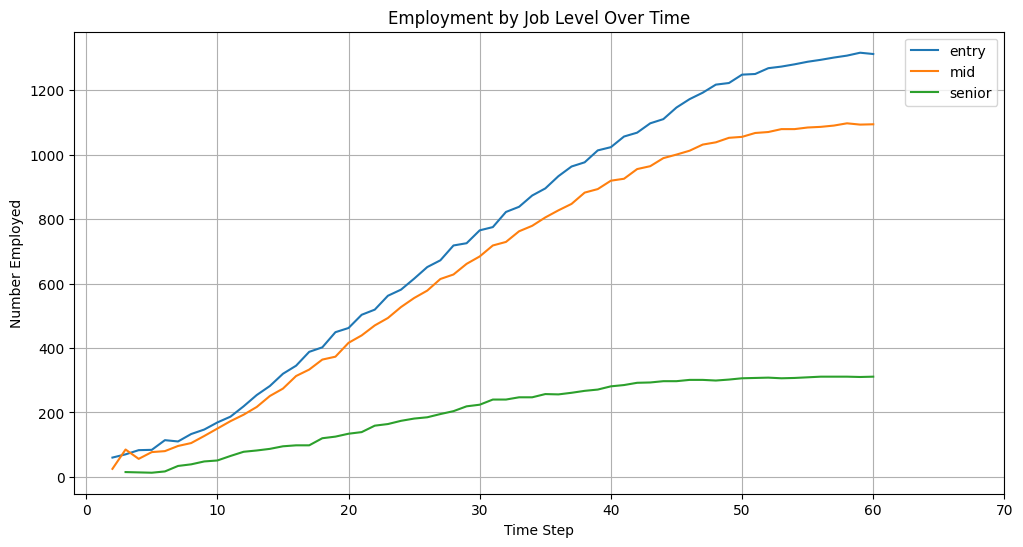 Employment by Job Level Over Time
entry
mid
senior
Number Employed
1200
1000
800
600
400
200
0
0 10 20 30 40 50 60 70
Time Step